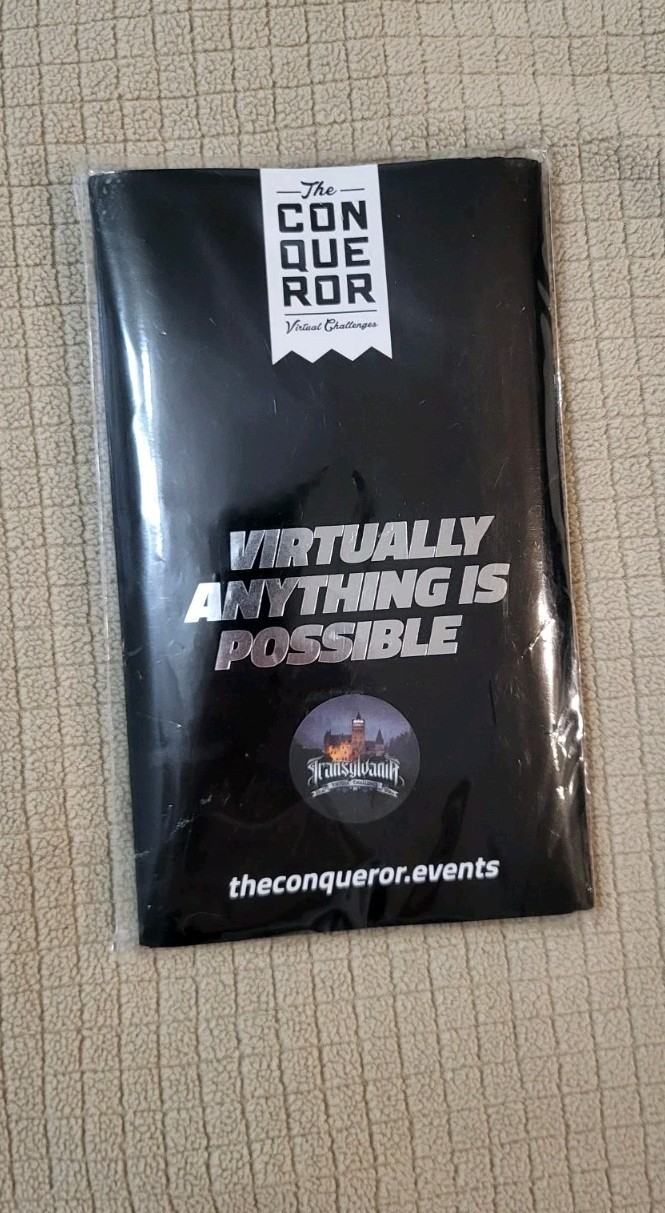 The
CON
QUE
ROR
Virtual Challenges
VIRTUALLY
ANYTHING IS
POSSIBLE
Transylvania
theconqueror.events